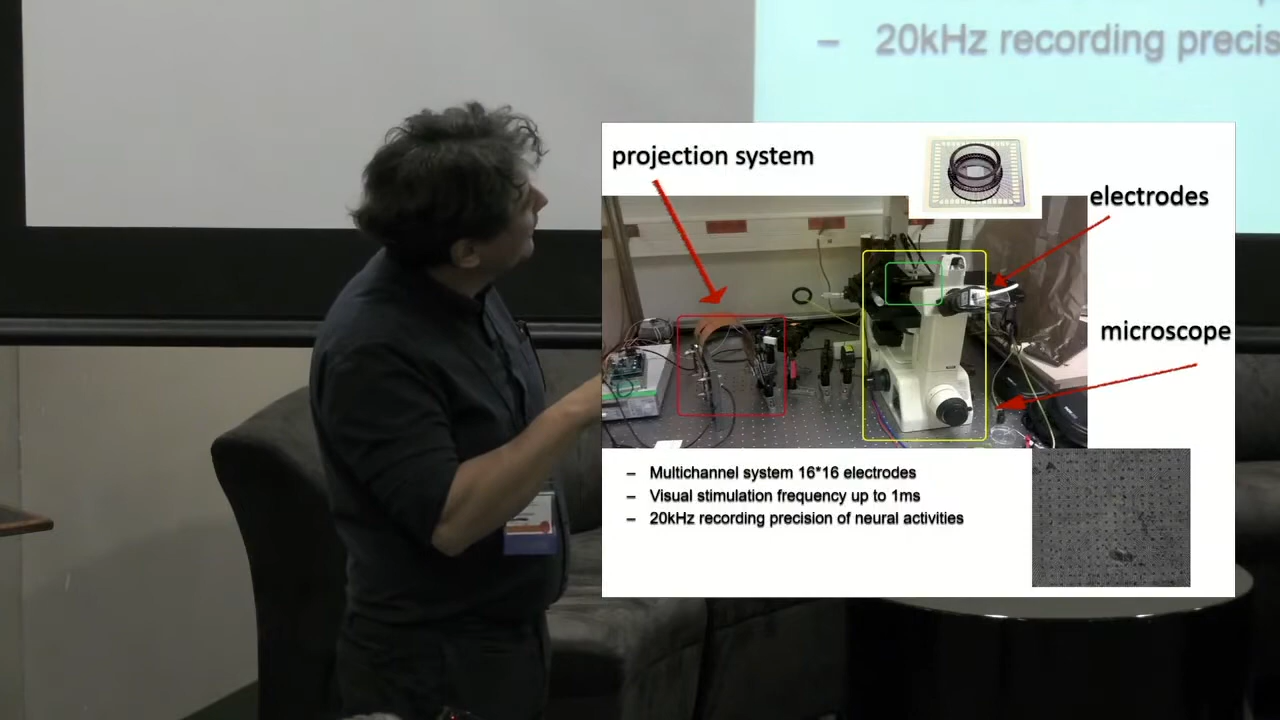 – 20kHz recording precis
projection system
electrodes
microscope
– Multichannel system 16*16 electrodes
– Visual stimulation frequency up to 1ms
– 20kHz recording precision of neural activities